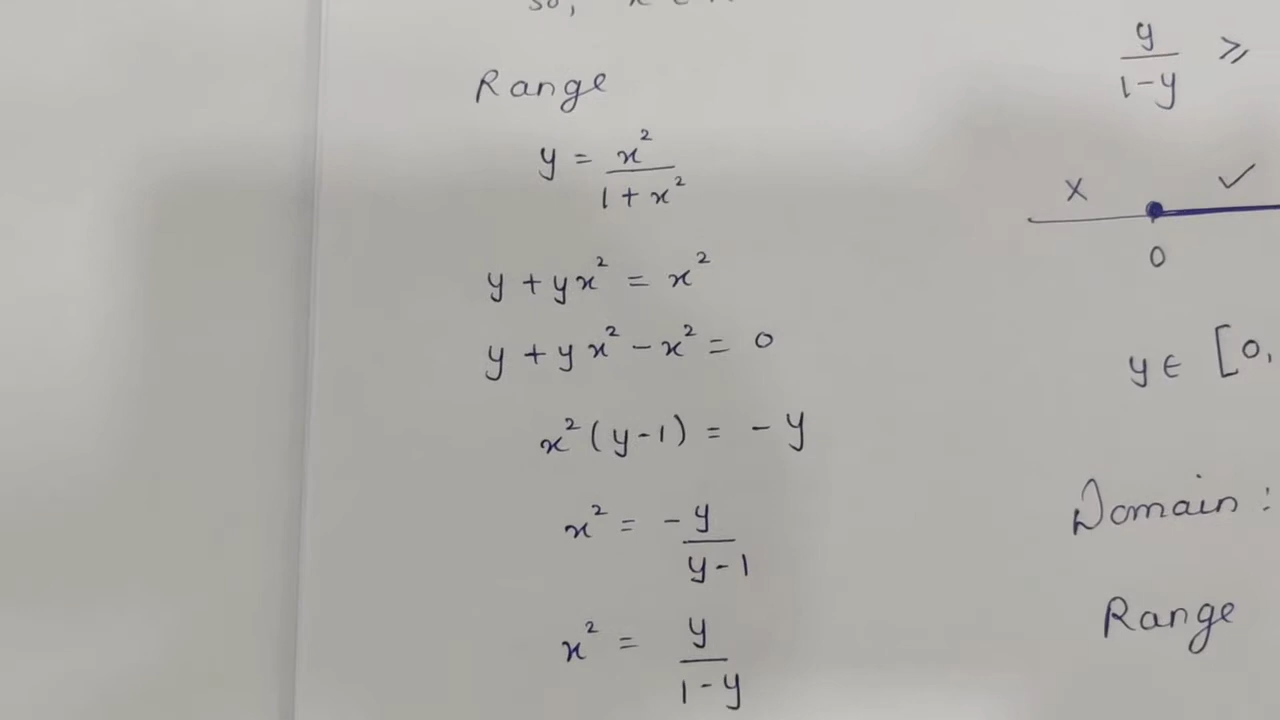 Range
y = x²/(1 + x²)
y + yx² = x²
y + yx² - x² = 0
x²(y-1) = -y
x² = -y/(y-1)
x² = y/(1-y)
y/(1-y) ≥
x ✓
0
y ∈ [0,
Domain :
Range